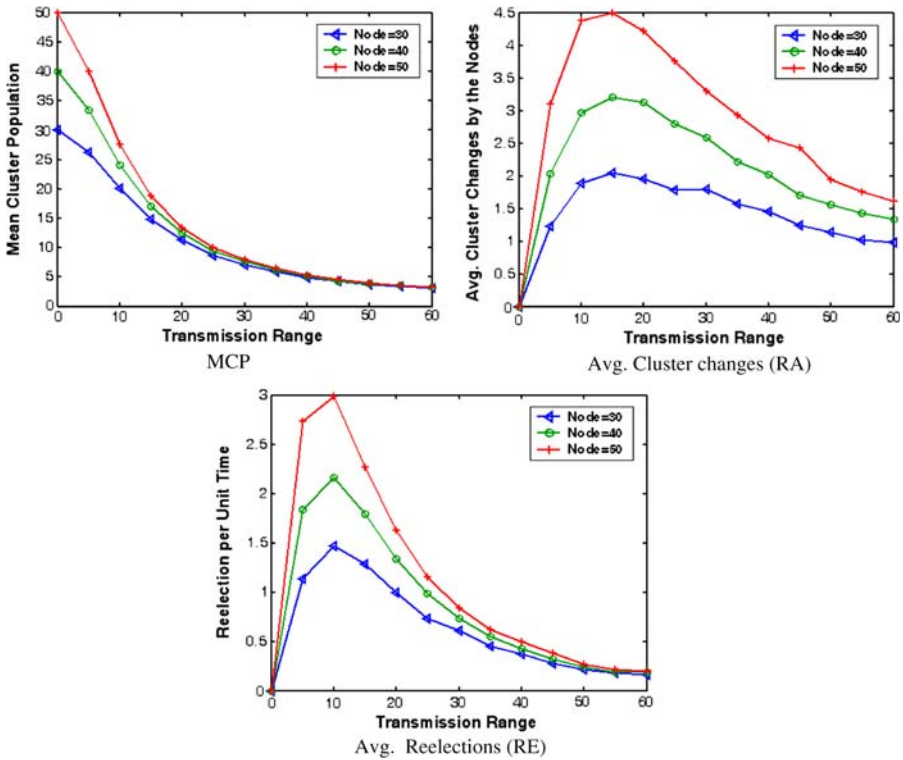 50
45
40
35
30
25
20
15
10
5
0
Mean Cluster Population
Node=30
Node=40
Node=50
0 10 20 30 40 50 60
Transmission Range
MCP
4.5
4
3.5
3
2.5
2
1.5
1
0.5
0
Avg. Cluster Changes by the Nodes
Node=30
Node=40
Node=50
0 10 20 30 40 50 60
Transmission Range
Avg. Cluster changes (RA)
3
2.5
2
1.5
1
0.5
0
Reelection per Unit Time
Node=30
Node=40
Node=50
0 10 20 30 40 50 60
Transmission Range
Avg. Reelections (RE)